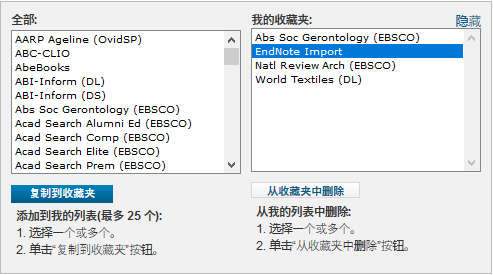 全部:
AARP Ageline (OvidSP)
ABC-CLIO
AbeBooks
ABI-Inform (DL)
ABI-Inform (DS)
Abs Soc Gerontology (EBSCO)
Acad Search Alumni Ed (EBSCO)
Acad Search Comp (EBSCO)
Acad Search Elite (EBSCO)
Acad Search Prem (EBSCO)
复制到收藏夹
添加到我的列表(最多 25 个):
1. 选择一个或多个。
2. 单击“复制到收藏夹”按钮。
我的收藏夹:
隐藏
Abs Soc Gerontology (EBSCO)
EndNote Import
Natl Review Arch (EBSCO)
World Textiles (DL)
从收藏夹中删除
从我的列表中删除:
1. 选择一个或多个。
2. 单击“从收藏夹中删除”按钮。